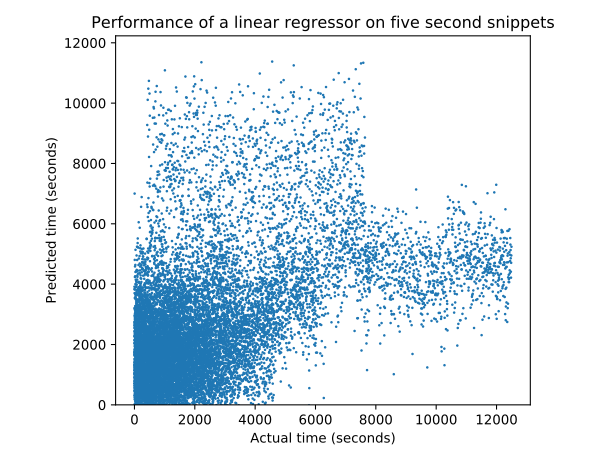 Performance of a linear regressor on five second snippets
12000
10000
8000
6000
4000
2000
0
Predicted time (seconds)
0 2000 4000 6000 8000 10000 12000
Actual time (seconds)